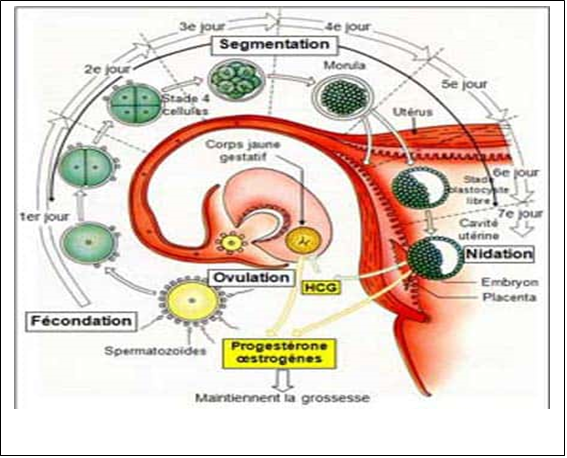 3e jour
4e jour
Segmentation
2e jour
Morula
5e jour
Stade 4
cellules
Utérus
Corps jaune
gestatif
6e jour
Stade
blastocyste
libre
1er jour
7e jour
Cavité
utérine
Ovulation
Nidation
HCG
Embryon
Placenta
Fécondation
Spermatozoïdes
Progestérone
œstrogènes
Maintiennent la grossesse